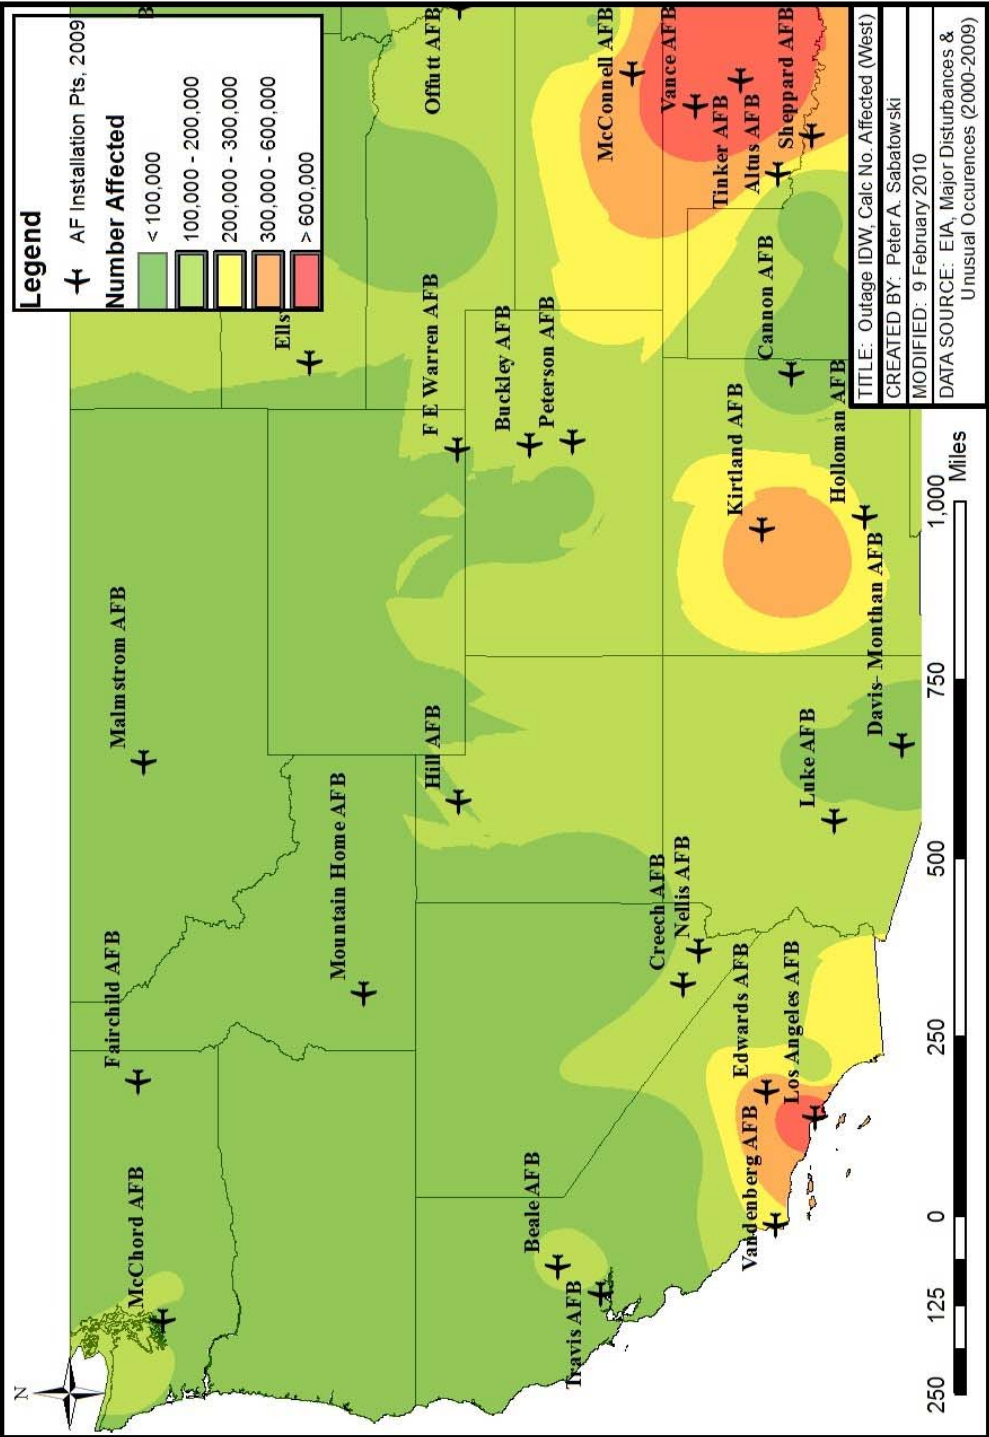 N
McChord AFB
Fairchild AFB
Malmstrom AFB
B
Mountain Home AFB
Ells
Hill AFB
F E Warren AFB
Offutt AFB
Beale AFB
Buckley AFB
Travis AFB
Peterson AFB
McConnell AFB
Creech AFB
Nellis AFB
Vance AFB
Kirtland AFB
Tinker AFB
Vandenberg AFB
Edwards AFB
Altus AFB
Cannon AFB
Los Angeles AFB
Sheppard AFB
Luke AFB
Holloman AFB
Davis- Monthan AFB
Legend
AF Installation Pts, 2009
Number Affected
< 100,000
100,000 - 200,000
200,000 - 300,000
300,000 - 600,000
> 600,000
250 125 0 250 500 750 1,000
Miles
TITLE: Outage IDW, Calc No. Affected (West)
CREATED BY: Peter A. Sabatowski
MODIFIED: 9 February 2010
DATA SOURCE: EIA, Major Disturbances &
Unusual Occurences (2000-2009)